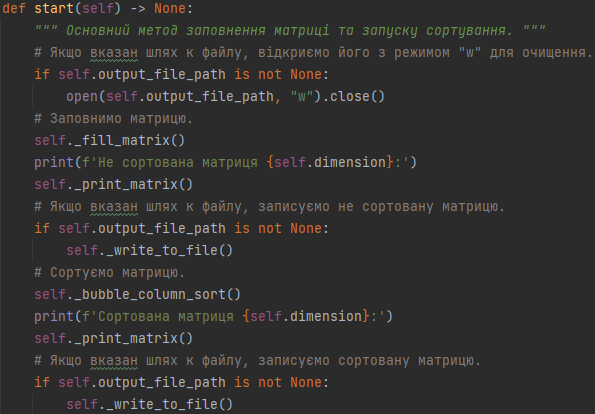 def start(self) -> None:
    """ Основний метод заповнення матриці та запуску сортування. """
    # Якщо вказан шлях к файлу, відкриємо його з режимом "w" для очищення.
    if self.output_file_path is not None:
        open(self.output_file_path, "w").close()
    # Заповнимо матрицю.
    self._fill_matrix()
    print(f'Не сортована матриця {self.dimension}:')
    self._print_matrix()
    # Якщо вказан шлях к файлу, записуємо не сортовану матрицю.
    if self.output_file_path is not None:
        self._write_to_file()
    # Сортуємо матрицю.
    self._bubble_column_sort()
    print(f'Сортована матриця {self.dimension}:')
    self._print_matrix()
    # Якщо вказан шлях к файлу, записуємо сортовану матрицю.
    if self.output_file_path is not None:
        self._write_to_file()